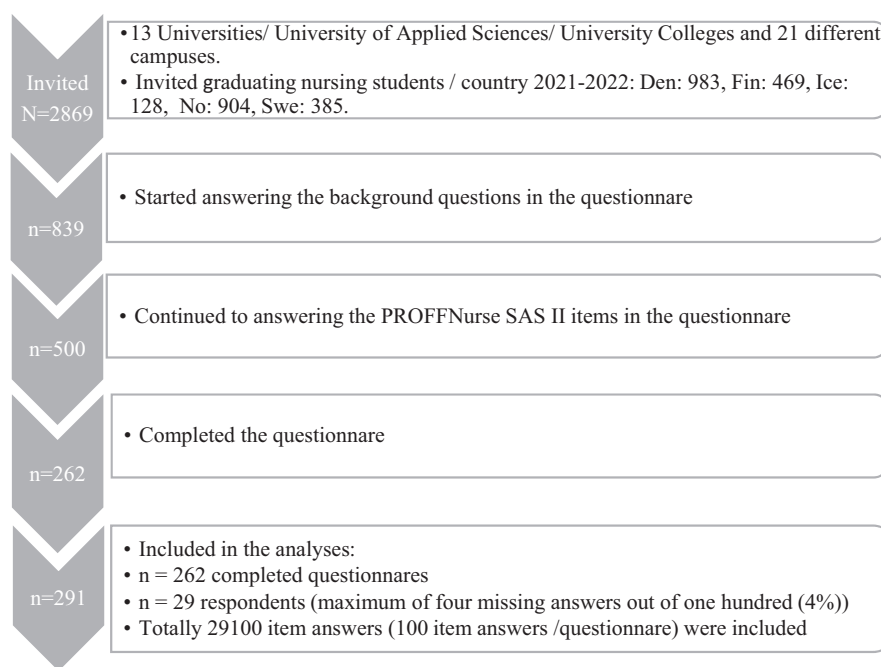 Invited
N=2869
•13 Universities/ University of Applied Sciences/ University Colleges and 21 different
campuses.
• Invited graduating nursing students / country 2021-2022: Den: 983, Fin: 469, Ice:
128, No: 904, Swe: 385.
n=839
• Started answering the background questions in the questionnare
n=500
• Continued to answering the PROFFNurse SAS II items in the questionnare
n=262
• Completed the questionnare
n=291
• Included in the analyses:
• n = 262 completed questionnares
• n = 29 respondents (maximum of four missing answers out of one hundred (4%))
• Totally 29100 item answers (100 item answers /questionnare) were included